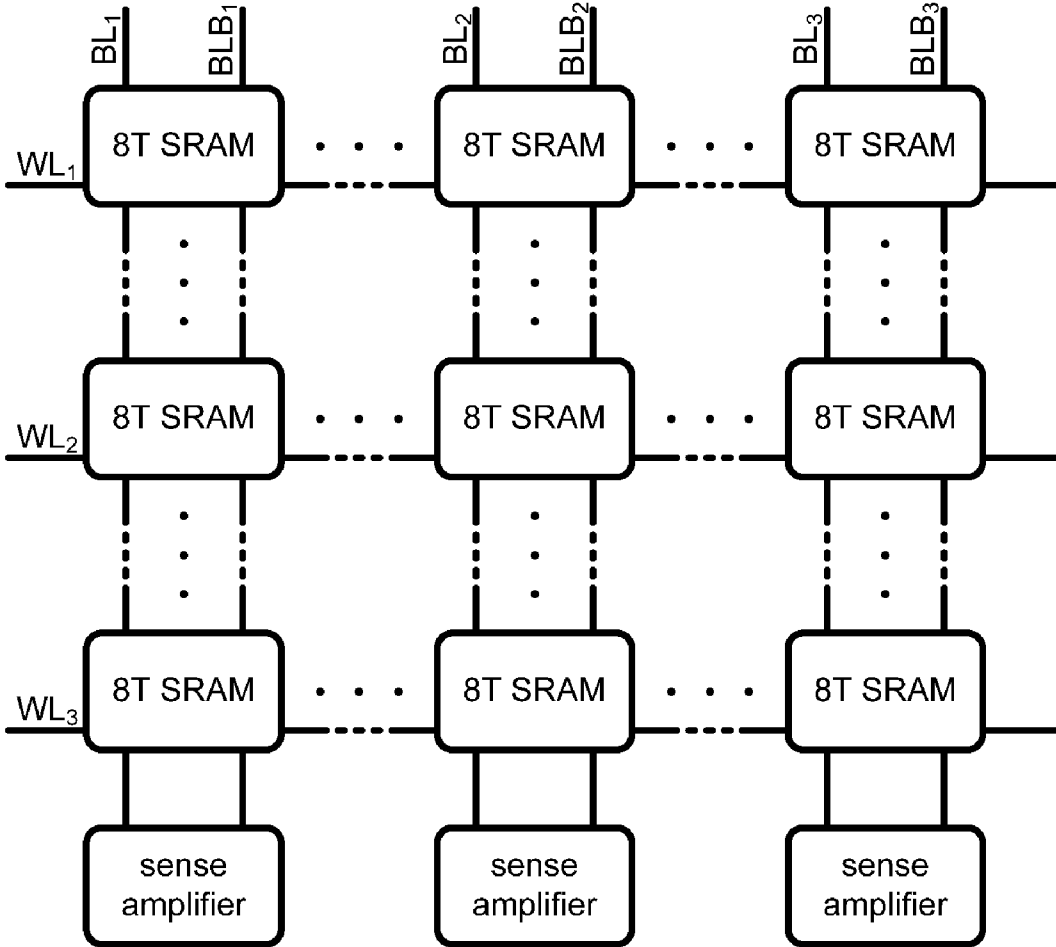 BL₁ BLB₁ BL₂ BLB₂ BL₃ BLB₃
8T SRAM 8T SRAM 8T SRAM
WL₁
8T SRAM 8T SRAM 8T SRAM
WL₂
8T SRAM 8T SRAM 8T SRAM
WL₃
sense sense sense
amplifier amplifier amplifier